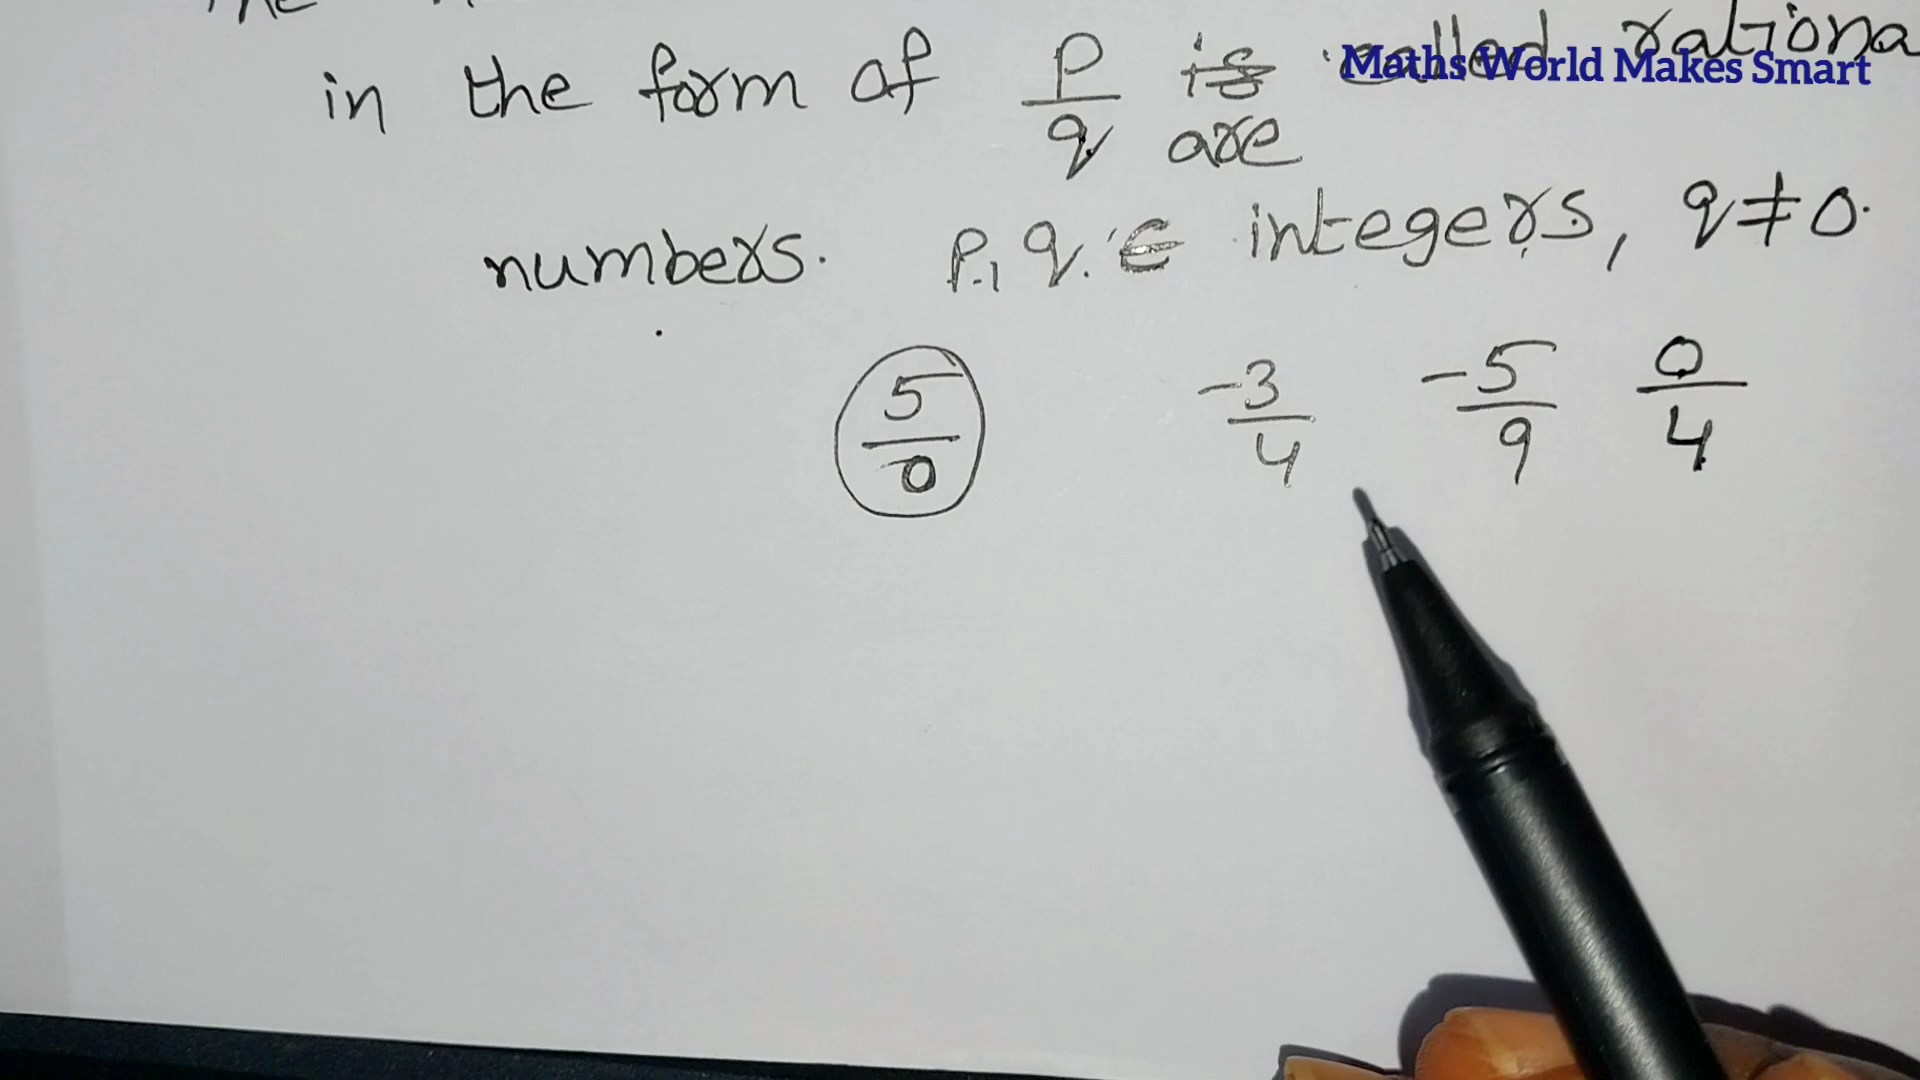 in the form of p/q is called rationa
are
numbers. p, q ∈ integers, q ≠ 0.
5/0 -3/4 -5/9 0/4
Maths World Makes Smart